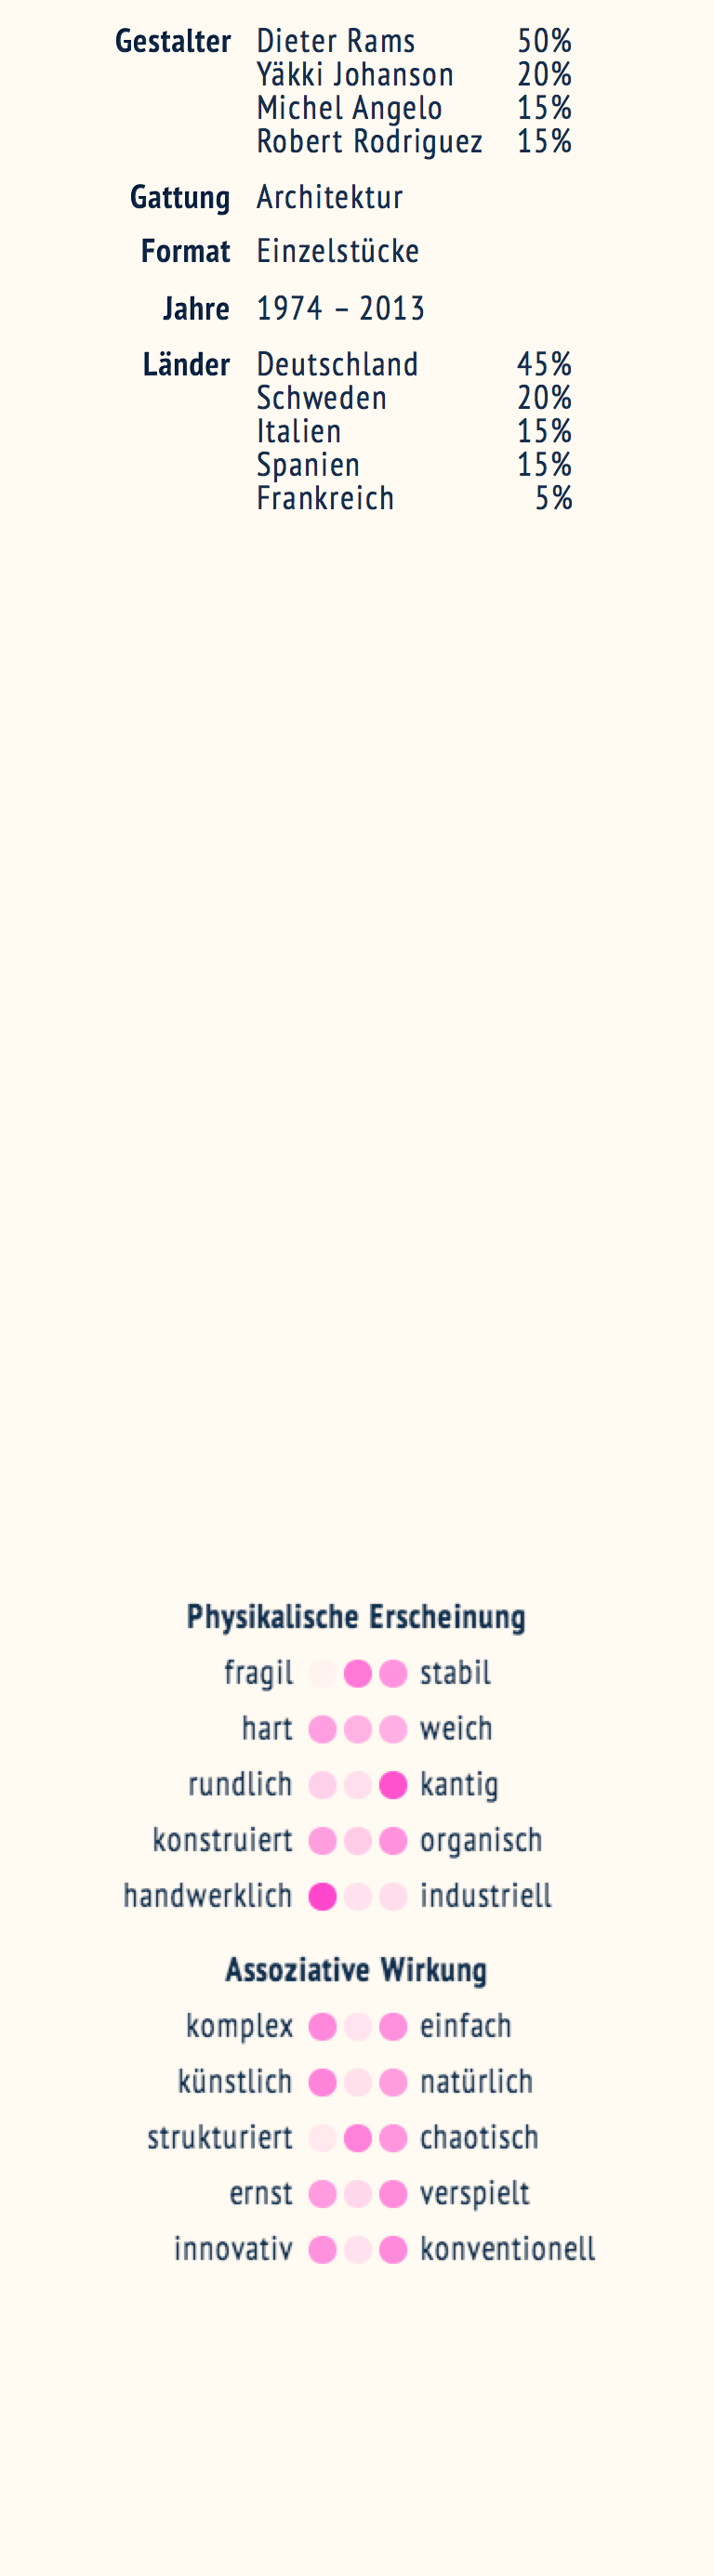 Gestalter Dieter Rams 50%
Yäkki Johanson 20%
Michel Angelo 15%
Robert Rodriguez 15%
Gattung Architektur
Format Einzelstücke
Jahre 1974 – 2013
Länder Deutschland 45%
Schweden 20%
Italien 15%
Spanien 15%
Frankreich 5%
Physikalische Erscheinung
fragil stabil
hart weich
rundlich kantig
konstruiert organisch
handwerklich industriell
Assoziative Wirkung
komplex einfach
künstlich natürlich
strukturiert chaotisch
ernst verspielt
innovativ konventionell